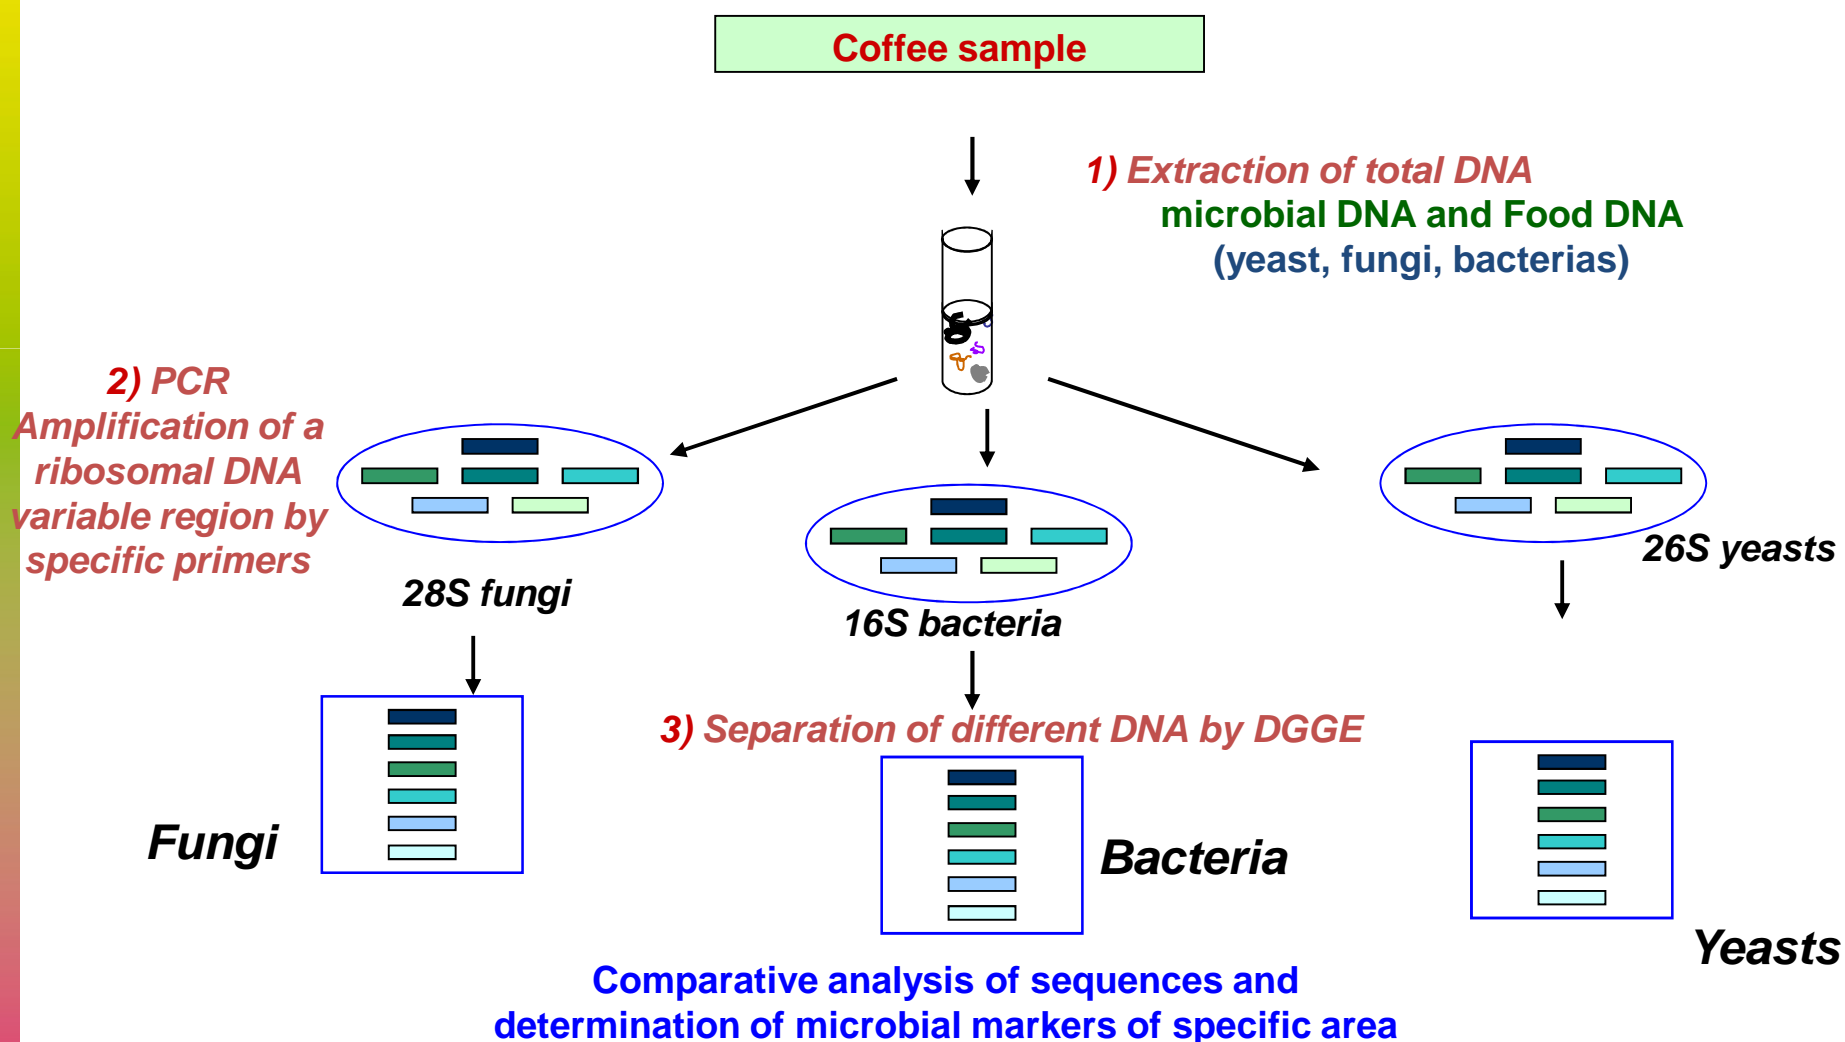 Coffee sample
1) Extraction of total DNA
microbial DNA and Food DNA
(yeast, fungi, bacterias)
2) PCR
Amplification of a
ribosomal DNA
variable region by
specific primers
28S fungi
16S bacteria
26S yeasts
3) Separation of different DNA by DGGE
Fungi
Bacteria
Yeasts
Comparative analysis of sequences and
determination of microbial markers of specific area